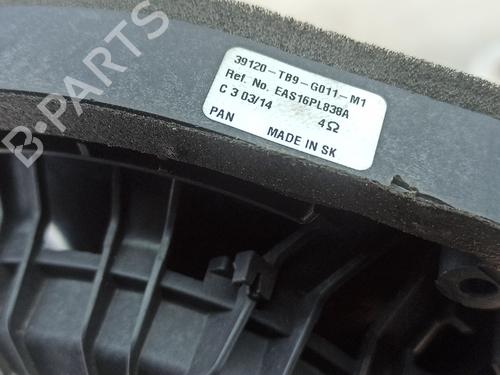 39120-TB9-G011-M1
Ref. No. EAS16PL838A
C 3 03/14 4Ω
PAN MADE IN SK
B-PARTS